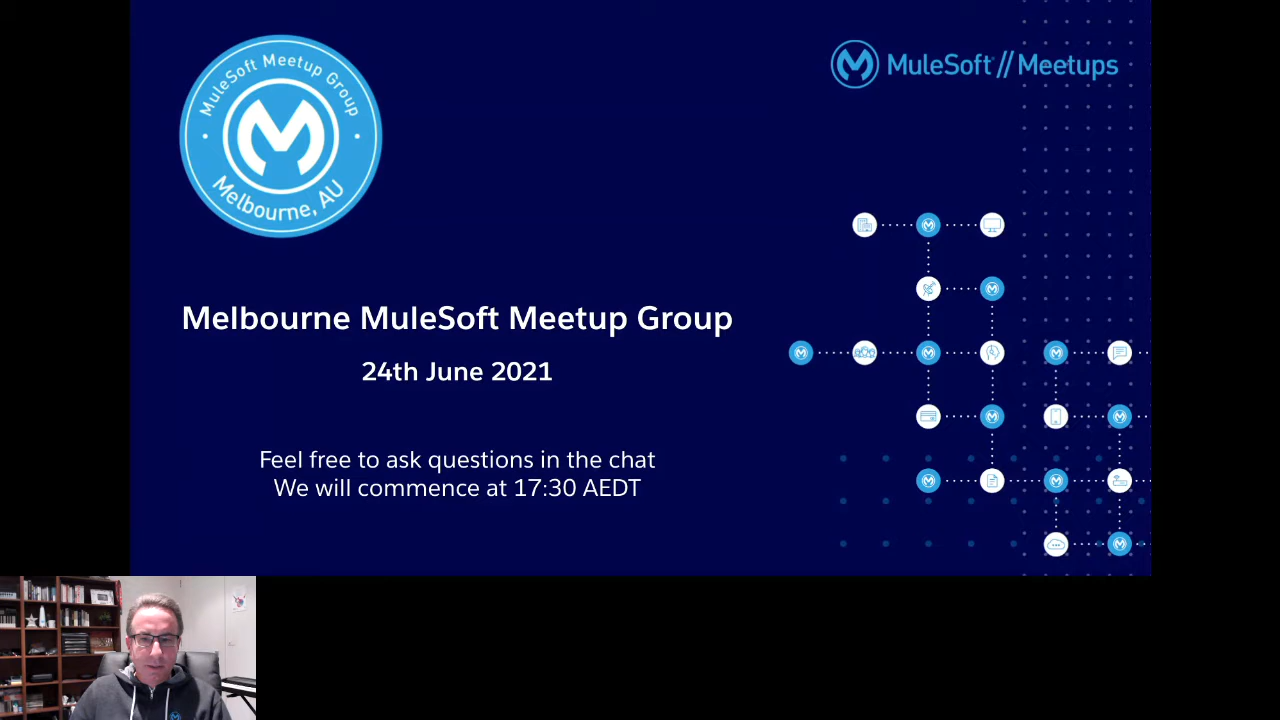 MuleSoft Meetup Group
Melbourne, AU
MuleSoft // Meetups
Melbourne MuleSoft Meetup Group
24th June 2021
Feel free to ask questions in the chat
We will commence at 17:30 AEDT